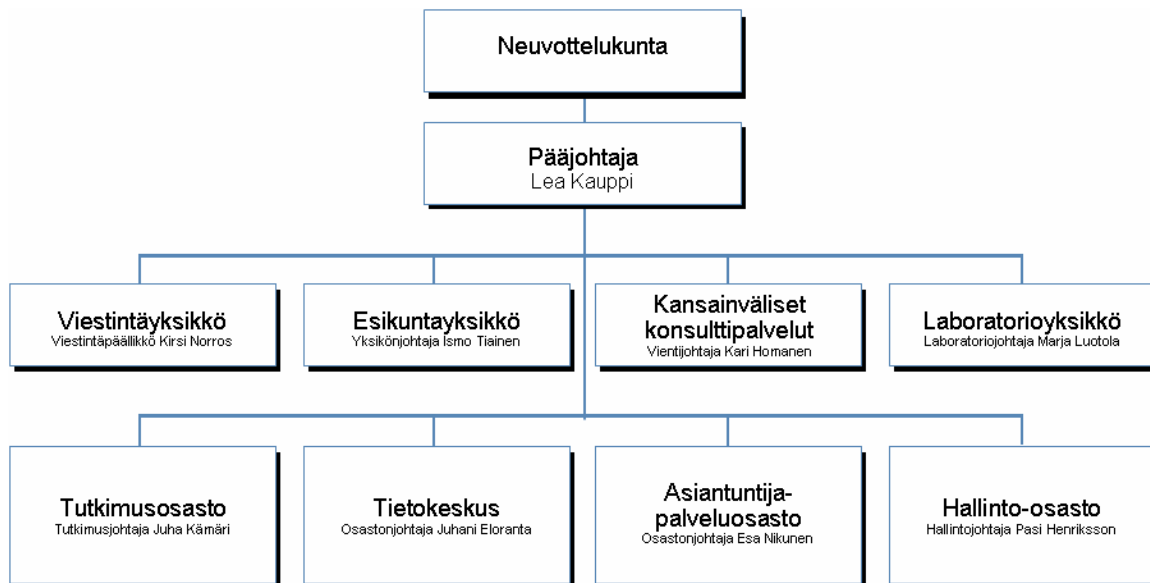 Neuvottelukunta
Pääjohtaja
Lea Kauppi
Viestintäyksikkö
Viestintäpäällikkö Kirsi Norros
Esikuntayksikkö
Yksikönjohtaja Ismo Tiainen
Kansainväliset
konsulttipalvelut
Vientijohtaja Kari Homanen
Laboratorioyksikkö
Laboratoriojohtaja Marja Luotola
Tutkimusosasto
Tutkimusjohtaja Juha Kämäri
Tietokeskus
Osastonjohtaja Juhani Eloranta
Asiantuntija-
palveluosasto
Osastonjohtaja Esa Nikunen
Hallinto-osasto
Hallintojohtaja Pasi Henriksson